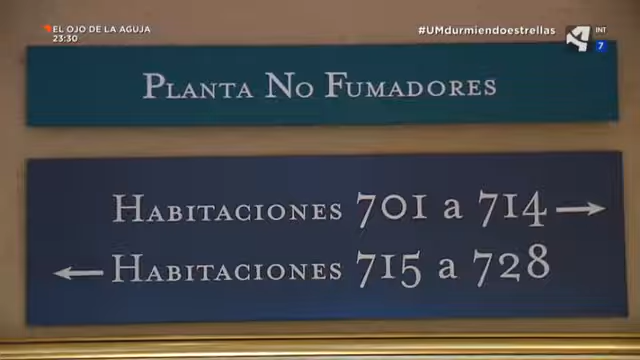 EL OJO DE LA AGUJA
23:30
#UMdurmiendoestrellas
INT
7
PLANTA NO FUMADORES
HABITACIONES 701 a 714
HABITACIONES 715 a 728